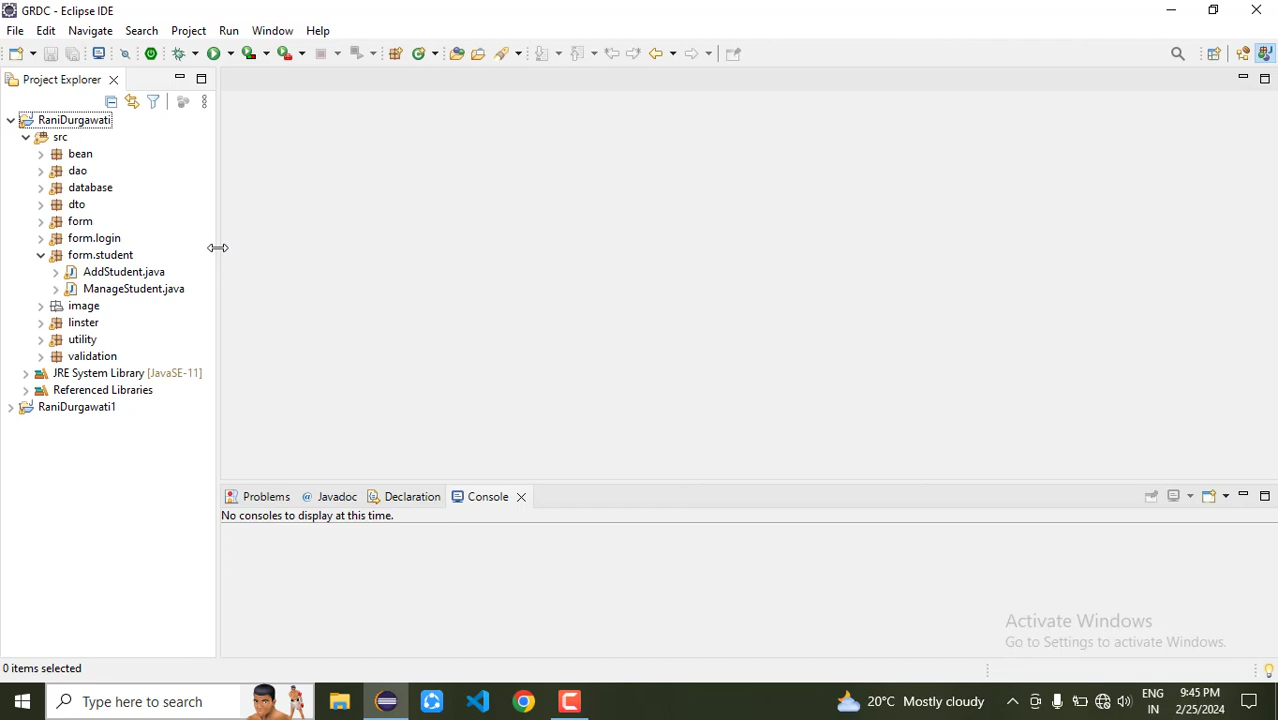 GRDC - Eclipse IDE
File Edit Navigate Search Project Run Window Help
Project Explorer
RaniDurgawati
src
bean
dao
database
dto
form
form.login
form.student
AddStudent.java
ManageStudent.java
image
linster
utility
validation
JRE System Library [JavaSE-11]
Referenced Libraries
RaniDurgawati1
Problems @ Javadoc Declaration Console
No consoles to display at this time.
Activate Windows
Go to Settings to activate Windows.
0 items selected
Type here to search
20°C Mostly cloudy
ENG
IN
9:45 PM
2/25/2024